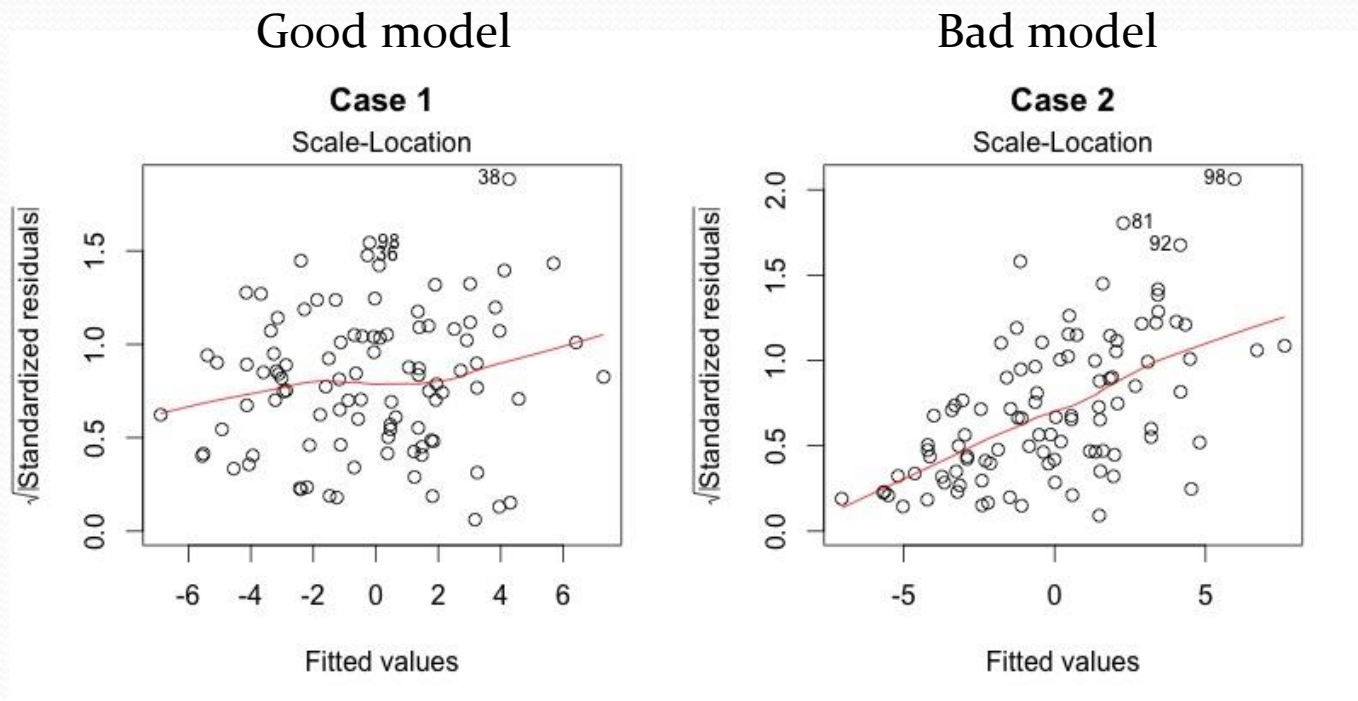 Good model
Bad model
Case 1
Scale-Location
√|Standardized residuals|
0.0 0.5 1.0 1.5
38
98
36
-6 -4 -2 0 2 4 6
Fitted values
Case 2
Scale-Location
√|Standardized residuals|
0.0 0.5 1.0 1.5 2.0
98
81
92
-5 0 5
Fitted values